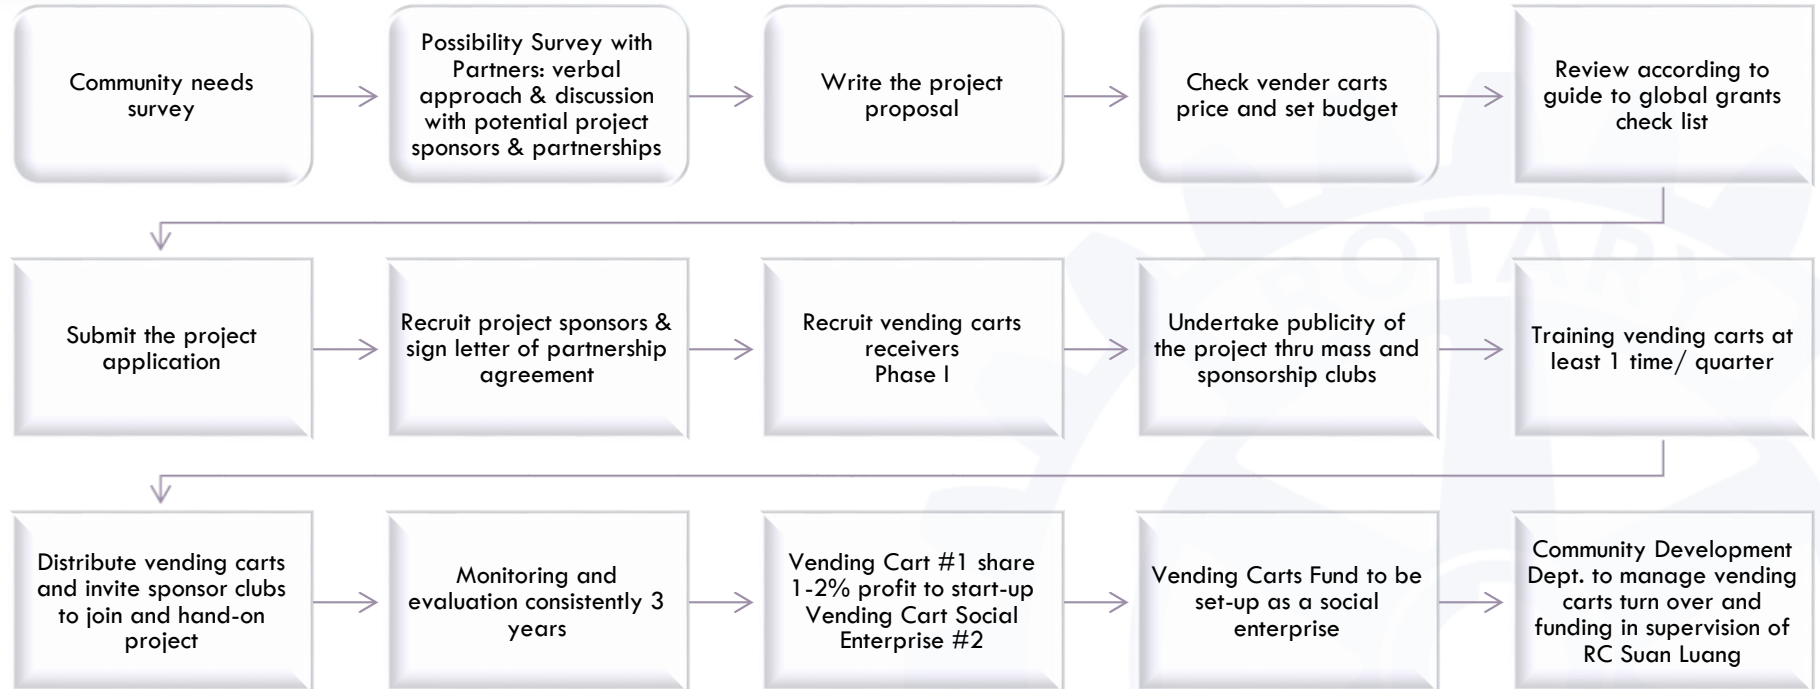 Community needs
survey
Possibility Survey with
Partners: verbal
approach & discussion
with potential project
sponsors & partnerships
Write the project
proposal
Check vender carts
price and set budget
Review according to
guide to global grants
check list
Submit the project
application
Recruit project sponsors &
sign letter of partnership
agreement
Recruit vending carts
receivers
Phase I
Undertake publicity of
the project thru mass and
sponsorship clubs
Training vending carts at
least 1 time/ quarter
Distribute vending carts
and invite sponsor clubs
to join and hand-on
project
Monitoring and
evaluation consistently 3
years
Vending Cart #1 share
1-2% profit to start-up
Vending Cart Social
Enterprise #2
Vending Carts Fund to be
set-up as a social
enterprise
Community Development
Dept. to manage vending
carts turn over and
funding in supervision of
RC Suan Luang
ROTARY